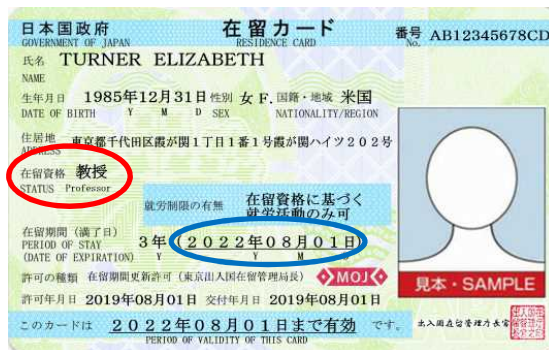 日本国政府 在留カード 番号 AB12345678CD
GOVERNMENT OF JAPAN RESIDENCE CARD No.
氏名 TURNER ELIZABETH
NAME
生年月日 1985年12月31日 性別 女 F. 国籍・地域 米国
DATE OF BIRTH Y M D SEX NATIONALITY/REGION
住居地 東京都千代田区霞が関1丁目1番1号霞が関ハイツ202号
ADDRESS
在留資格 教授
STATUS Professor
就労制限の有無 在留資格に基づく
就労活動のみ可
在留期間(満了日)
PERIOD OF STAY 3年(2022年08月01日)
(DATE OF EXPIRATION) Y Y M
許可の種類 在留期間更新許可(東京出入国在留管理局長) MOJ
見本・SAMPLE
許可年月日 2019年08月01日 交付年月日 2019年08月01日
このカードは 2022年08月01日まで有効 です。 出入国在留管理庁長官
PERIOD OF VALIDITY OF THIS CARD